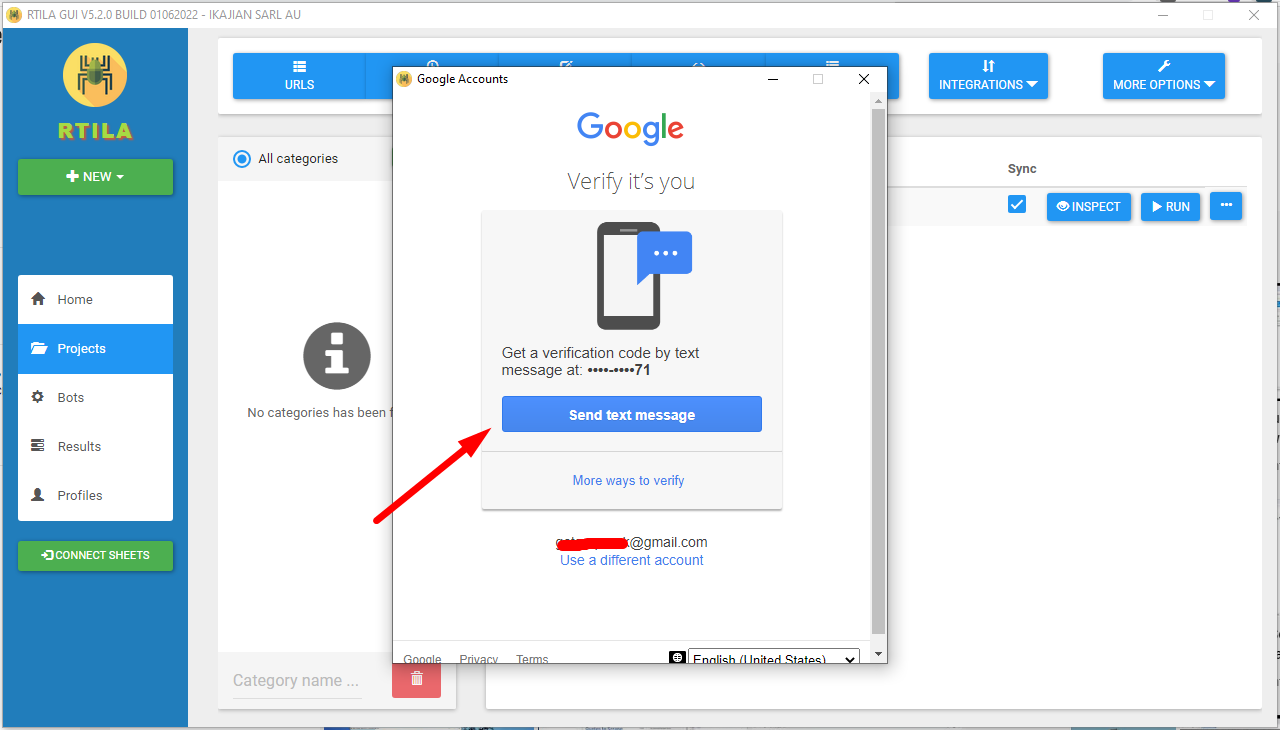 RTILA GUI V5.2.0 BUILD 01062022 - IKAJIAN SARL AU
RTILA
NEW
Home
Projects
Bots
Results
Profiles
CONNECT SHEETS
URLS
INTEGRATIONS
MORE OPTIONS
All categories
No categories has been
Category name ...
Sync
INSPECT
RUN
Google Accounts
Google
Verify it's you
Get a verification code by text
message at: ••••-••••71
Send text message
More ways to verify
@gmail.com
Use a different account
Google Privacy Terms
English (United States)